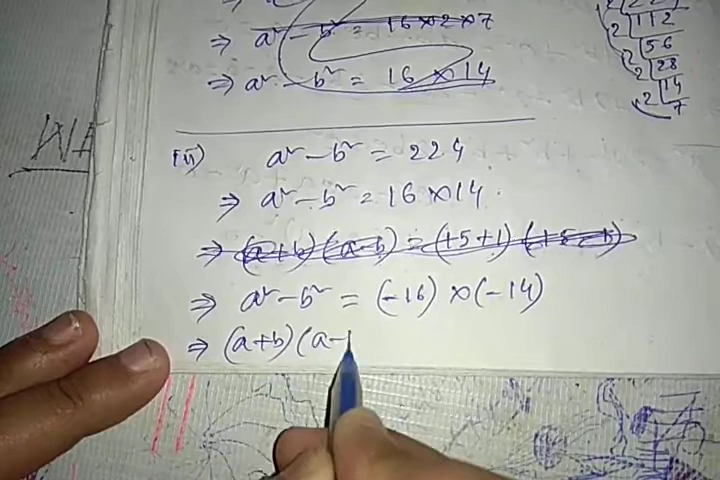 ⇒ a² - b² = 16×2×7
⇒ a² - b² = 16 × 14
2 | 112
2 | 56
2 | 28
2 | 14
7
(ii) a² - b² = 224
⇒ a² - b² = 16 × 14.
⇒ (a+b) (a-b) = (15+1) (15-1)
⇒ a² - b² = (-16) × (-14)
⇒ (a+b) (a-